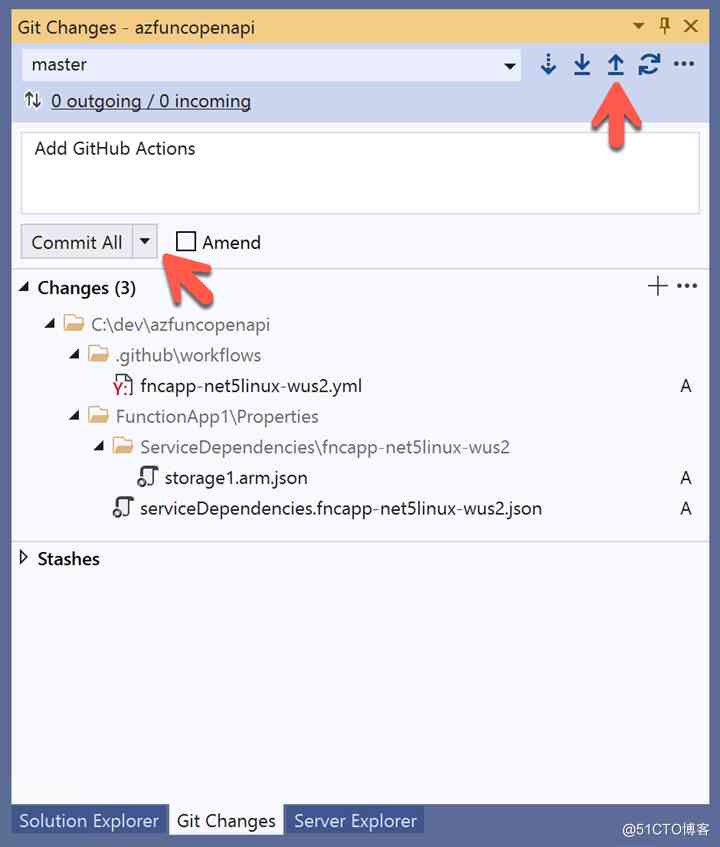 Git Changes - azfuncopenapi
master
0 outgoing / 0 incoming
Add GitHub Actions
Commit All
Amend
Changes (3)
C:\dev\azfuncopenapi
.github\workflows
fncapp-net5linux-wus2.yml A
FunctionApp1\Properties
ServiceDependencies\fncapp-net5linux-wus2
storage1.arm.json A
serviceDependencies.fncapp-net5linux-wus2.json A
Stashes
Solution Explorer Git Changes Server Explorer
@51CTO博客